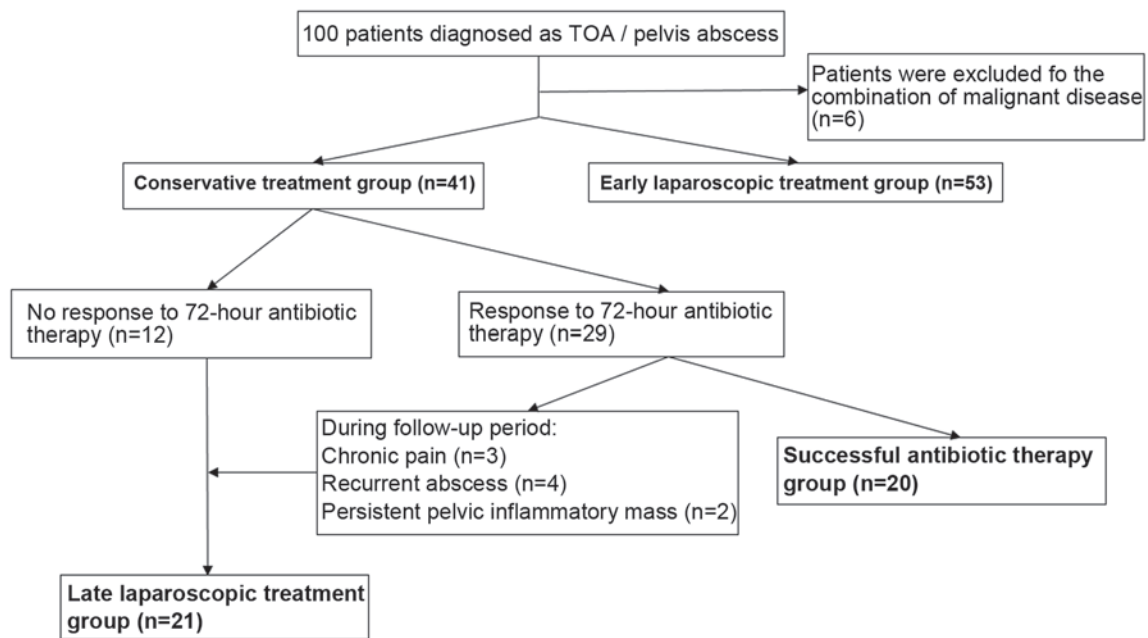 100 patients diagnosed as TOA / pelvis abscess
Patients were excluded fo the
combination of malignant disease
(n=6)
Conservative treatment group (n=41)
Early laparoscopic treatment group (n=53)
No response to 72-hour antibiotic
therapy (n=12)
Response to 72-hour antibiotic
therapy (n=29)
During follow-up period:
Chronic pain (n=3)
Recurrent abscess (n=4)
Persistent pelvic inflammatory mass (n=2)
Successful antibiotic therapy
group (n=20)
Late laparoscopic treatment
group (n=21)